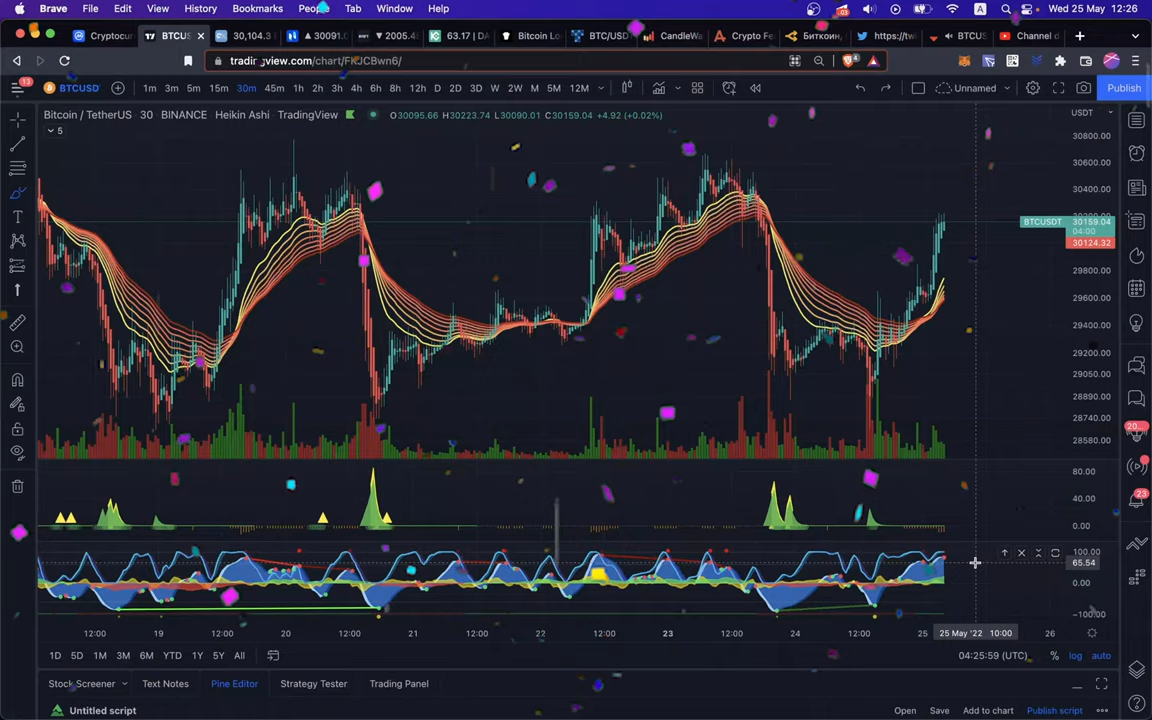 Brave File Edit View History Bookmarks People Tab Window Help A Wed 25 May 12:26
Cryptocur BTCUS 30,104.3 30091.0 2005.4 63.17 | DA Bitcoin Lo BTC/USD CandleWa Crypto Fe Биткоин, https://tw BTCUS Channel d
tradingview.com/chart/FKJCBwn6/
13 BTCUSD 1m 3m 5m 15m 30m 45m 1h 2h 3h 4h 6h 8h 12h D 2D 3D W 2W M 5M 12M Unnamed Publish
Bitcoin / TetherUS · 30 · BINANCE · Heikin Ashi · TradingView O30095.66 H30223.74 L30090.01 C30159.04 +4.92 (+0.02%) USDT
5
30800.00
30600.00
30400.00
BTCUSDT 30159.04
04:00
30124.32
29800.00
29600.00
29400.00
29200.00
29050.00
28890.00
28740.00
28580.00
80.00
40.00
0.00
100.00
65.54
0.00
−100.00
12:00 19 12:00 20 12:00 21 12:00 22 12:00 23 12:00 24 12:00 25 25 May '22 10:00 26
1D 5D 1M 3M 6M YTD 1Y 5Y All 04:25:59 (UTC) % log auto
Stock Screener Text Notes Pine Editor Strategy Tester Trading Panel
Untitled script Open Save Add to chart Publish script
20
23